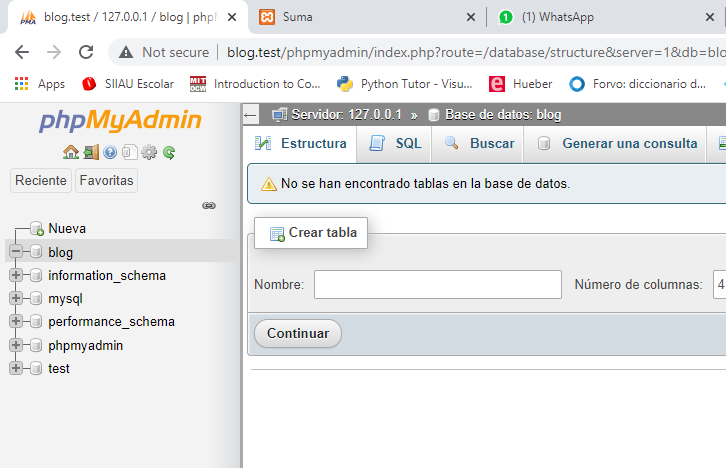 blog.test / 127.0.0.1 / blog | phpM
Suma
(1) WhatsApp
Not secure
blog.test/phpmyadmin/index.php?route=/database/structure&server=1&db=blo
Apps
SIIAU Escolar
MIT OCW
Introduction to Co...
Python Tutor - Visu...
Hueber
Forvo: diccionario d...
phpMyAdmin
Reciente
Favoritas
Nueva
blog
information_schema
mysql
performance_schema
phpmyadmin
test
Servidor: 127.0.0.1 » Base de datos: blog
Estructura
SQL
Buscar
Generar una consulta
No se han encontrado tablas en la base de datos.
Crear tabla
Nombre:
Número de columnas: 4
Continuar